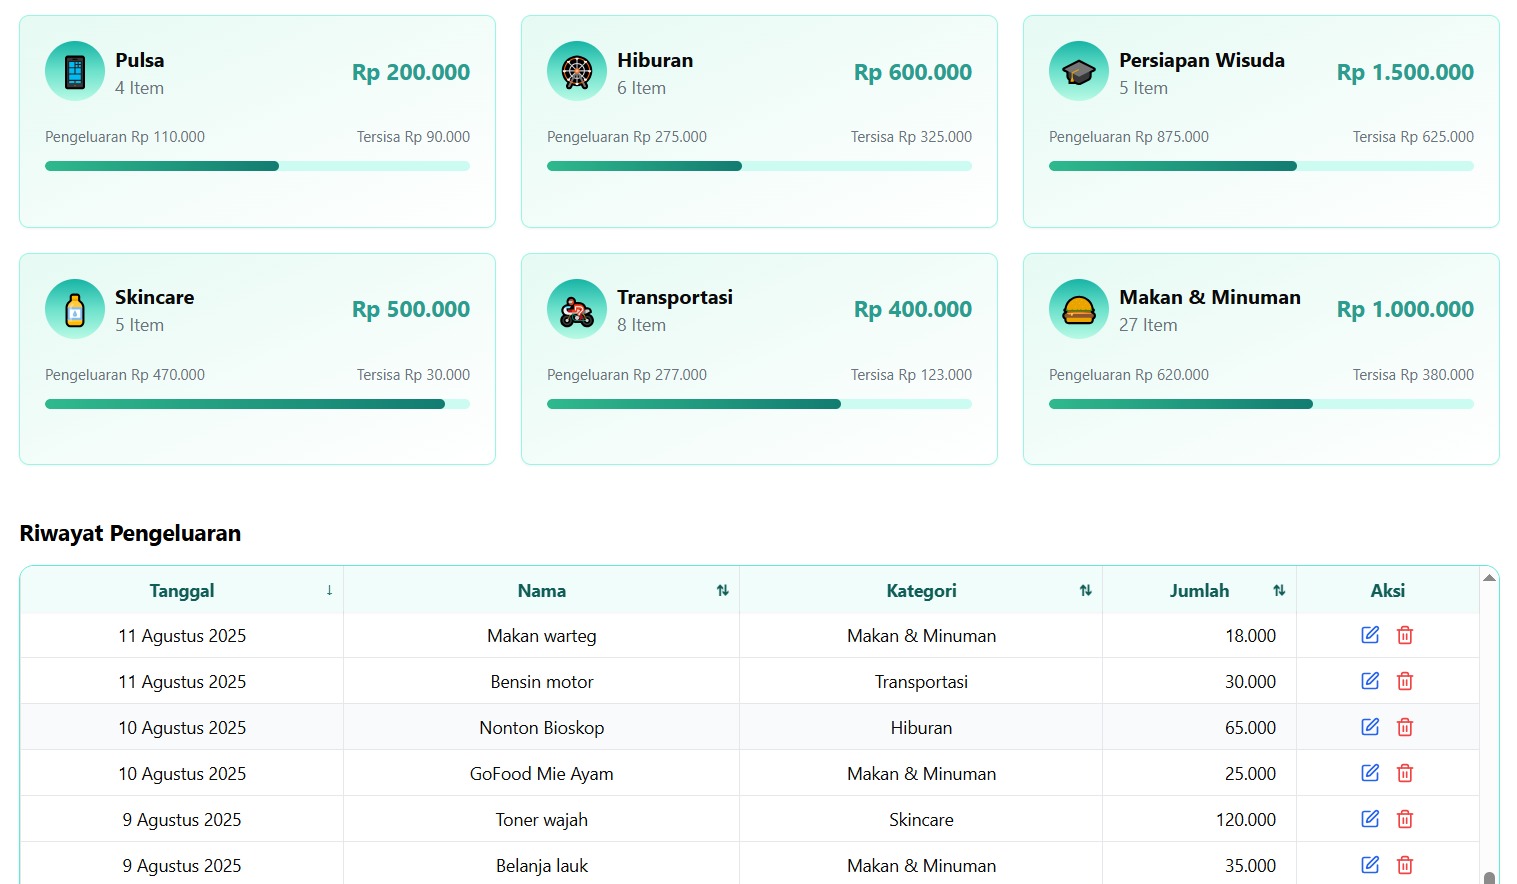 Pulsa
4 Item
Rp 200.000
Pengeluaran Rp 110.000
Tersisa Rp 90.000
Hiburan
6 Item
Rp 600.000
Pengeluaran Rp 275.000
Tersisa Rp 325.000
Persiapan Wisuda
5 Item
Rp 1.500.000
Pengeluaran Rp 875.000
Tersisa Rp 625.000
Skincare
5 Item
Rp 500.000
Pengeluaran Rp 470.000
Tersisa Rp 30.000
Transportasi
8 Item
Rp 400.000
Pengeluaran Rp 277.000
Tersisa Rp 123.000
Makan & Minuman
27 Item
Rp 1.000.000
Pengeluaran Rp 620.000
Tersisa Rp 380.000
Riwayat Pengeluaran
Tanggal ↓ Nama ⇅ Kategori ⇅ Jumlah ⇅ Aksi
11 Agustus 2025 Makan warteg Makan & Minuman 18.000
11 Agustus 2025 Bensin motor Transportasi 30.000
10 Agustus 2025 Nonton Bioskop Hiburan 65.000
10 Agustus 2025 GoFood Mie Ayam Makan & Minuman 25.000
9 Agustus 2025 Toner wajah Skincare 120.000
9 Agustus 2025 Belanja lauk Makan & Minuman 35.000